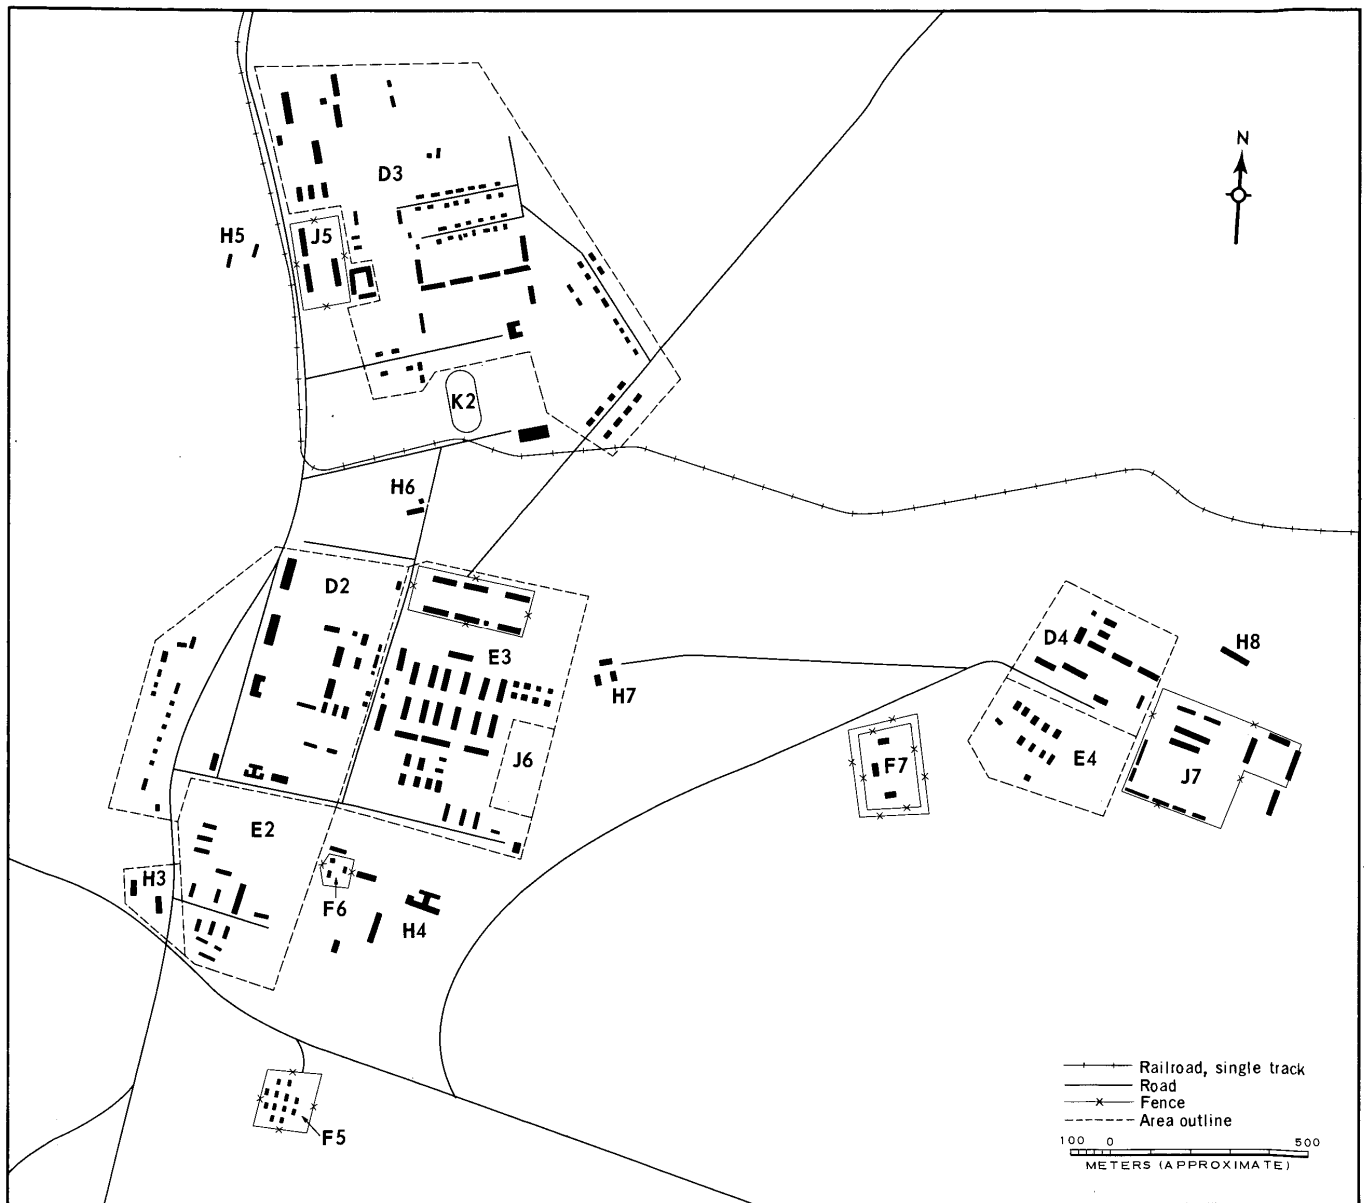 N
D3
H5
J5
K2
H6
D2
E3
D4
H8
H7
J6
F7
E4
J7
E2
H3
F6
H4
F5
Railroad, single track
Road
Fence
Area outline
100 0 500
METERS (APPROXIMATE)